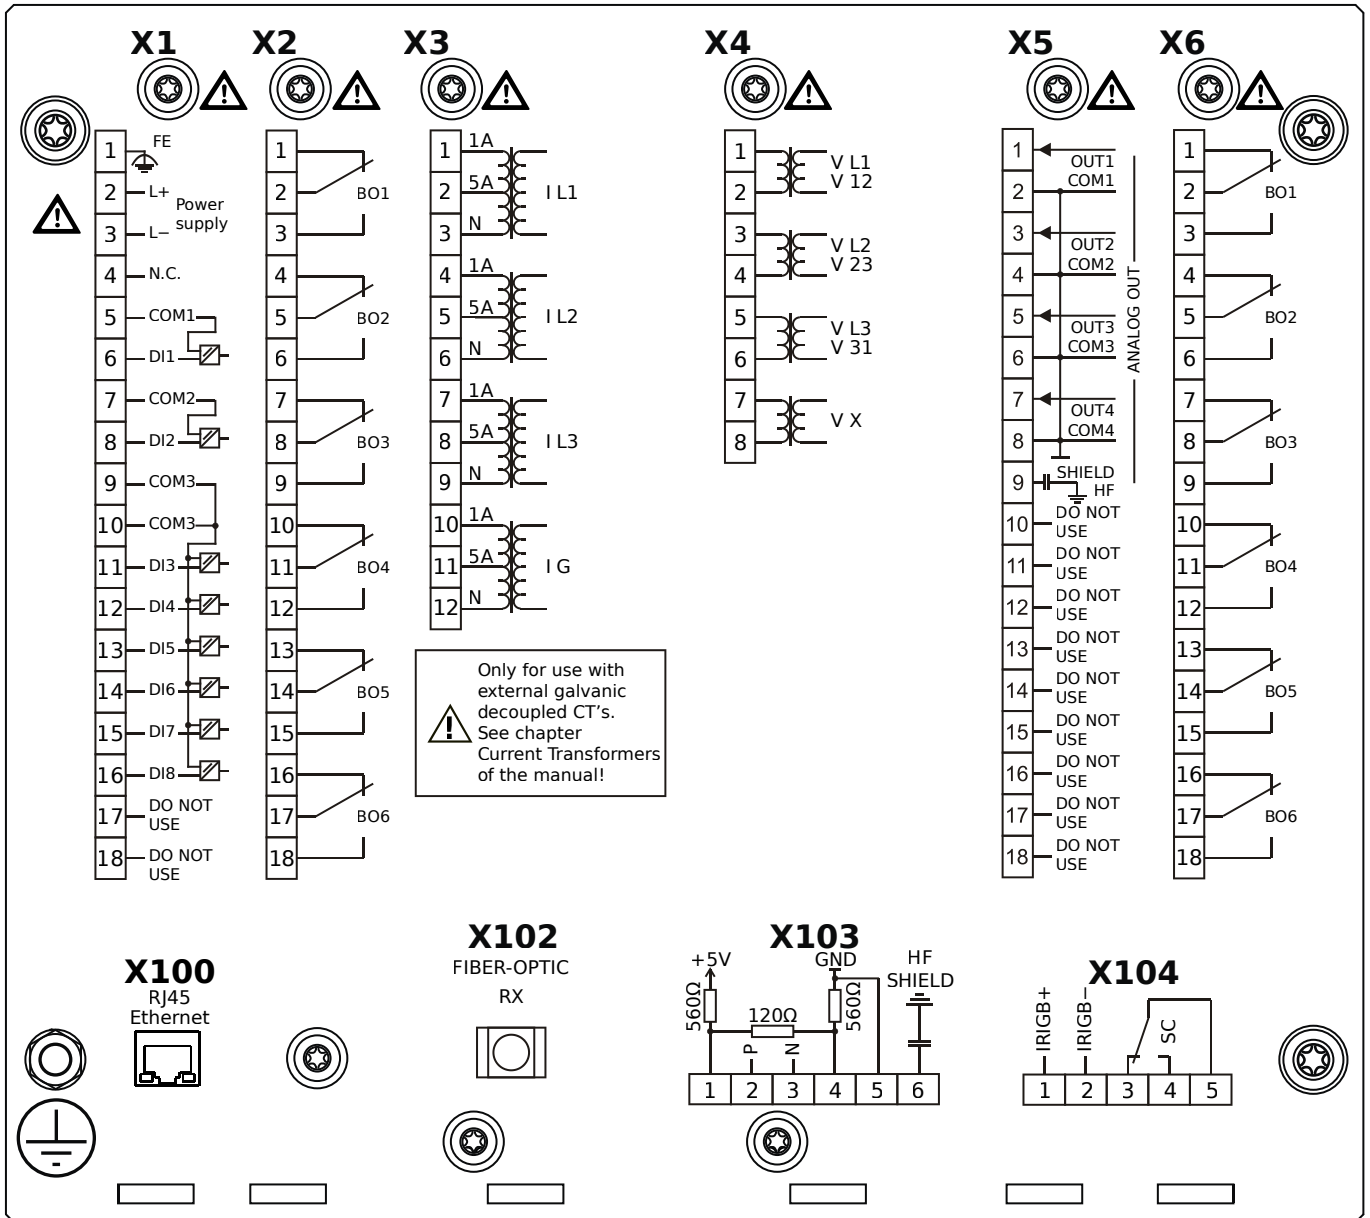 X1 X2 X3 X4 X5 X6
1 FE
2 L+
Power
supply
3 L−
4 N.C.
5 COM1
6 DI1
7 COM2
8 DI2
9 COM3
10 COM3
11 DI3
12 DI4
13 DI5
14 DI6
15 DI7
16 DI8
17 DO NOT
USE
18 DO NOT
USE
1
2 BO1
3
4
5 BO2
6
7
8 BO3
9
10
11 BO4
12
13
14 BO5
15
16
17 BO6
18
1 1A
2 5A I L1
3 N
4 1A
5 5A I L2
6 N
7 1A
8 5A I L3
9 N
10 1A
11 5A I G
12 N
Only for use with
external galvanic
decoupled CT's.
See chapter
Current Transformers
of the manual!
1 V L1
2 V 12
3 V L2
4 V 23
5 V L3
6 V 31
7 V X
8
1 OUT1
2 COM1
3 OUT2
4 COM2
5 OUT3
6 COM3
7 OUT4
8 COM4
ANALOG OUT
9 SHIELD
HF
10 DO NOT
USE
11 DO NOT
USE
12 DO NOT
USE
13 DO NOT
USE
14 DO NOT
USE
15 DO NOT
USE
16 DO NOT
USE
17 DO NOT
USE
18 DO NOT
USE
1
2 BO1
3
4
5 BO2
6
7
8 BO3
9
10
11 BO4
12
13
14 BO5
15
16
17 BO6
18
X100
RJ45
Ethernet
X102
FIBER-OPTIC
RX
X103
+5V GND HF
SHIELD
560Ω 120Ω 560Ω
P N
1 2 3 4 5 6
X104
IRIGB+ IRIGB− SC
1 2 3 4 5